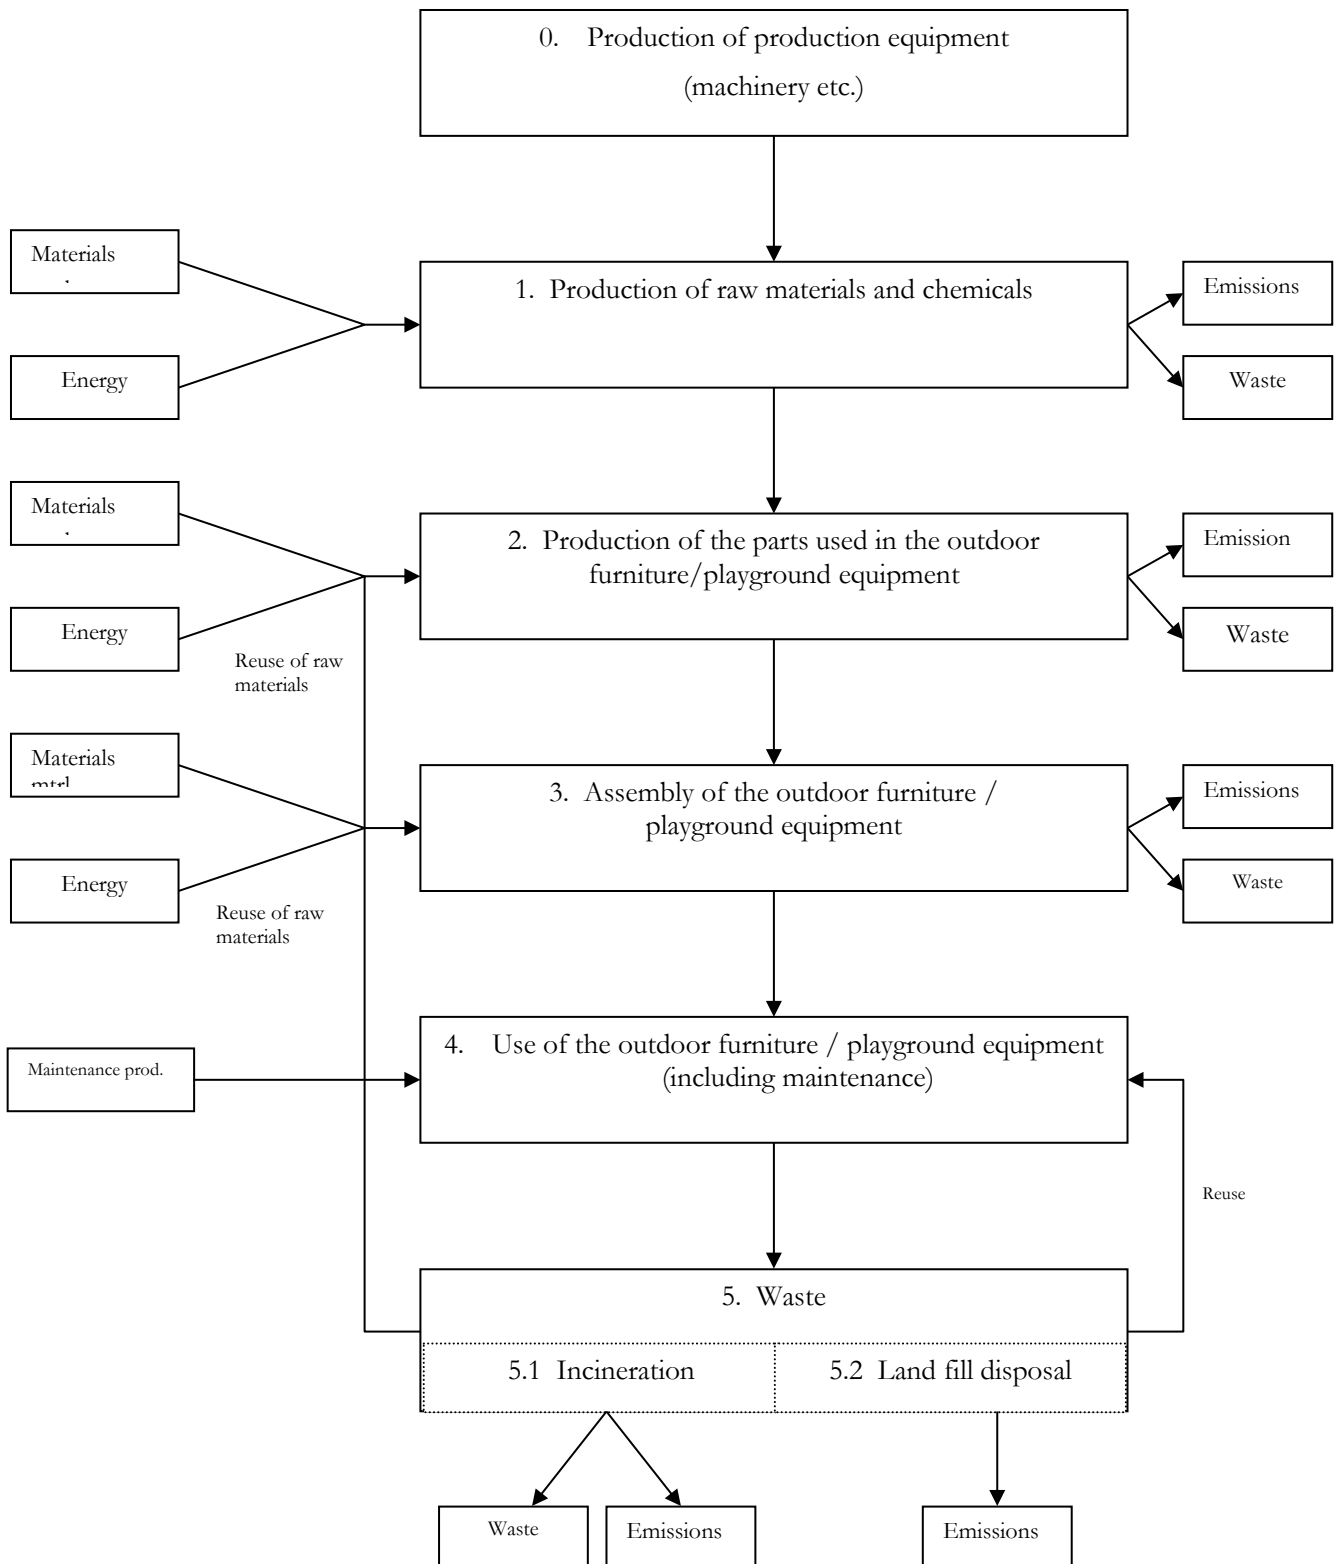 0. Production of production equipment
(machinery etc.)
Materials
Energy
1. Production of raw materials and chemicals
Emissions
Waste
Materials
Energy
Reuse of raw
materials
2. Production of the parts used in the outdoor
furniture/playground equipment
Emission
Waste
Materials
mtrl
Energy
Reuse of raw
materials
3. Assembly of the outdoor furniture /
playground equipment
Emissions
Waste
Maintenance prod.
4. Use of the outdoor furniture / playground equipment
(including maintenance)
Reuse
5. Waste
5.1 Incineration
5.2 Land fill disposal
Waste
Emissions
Emissions